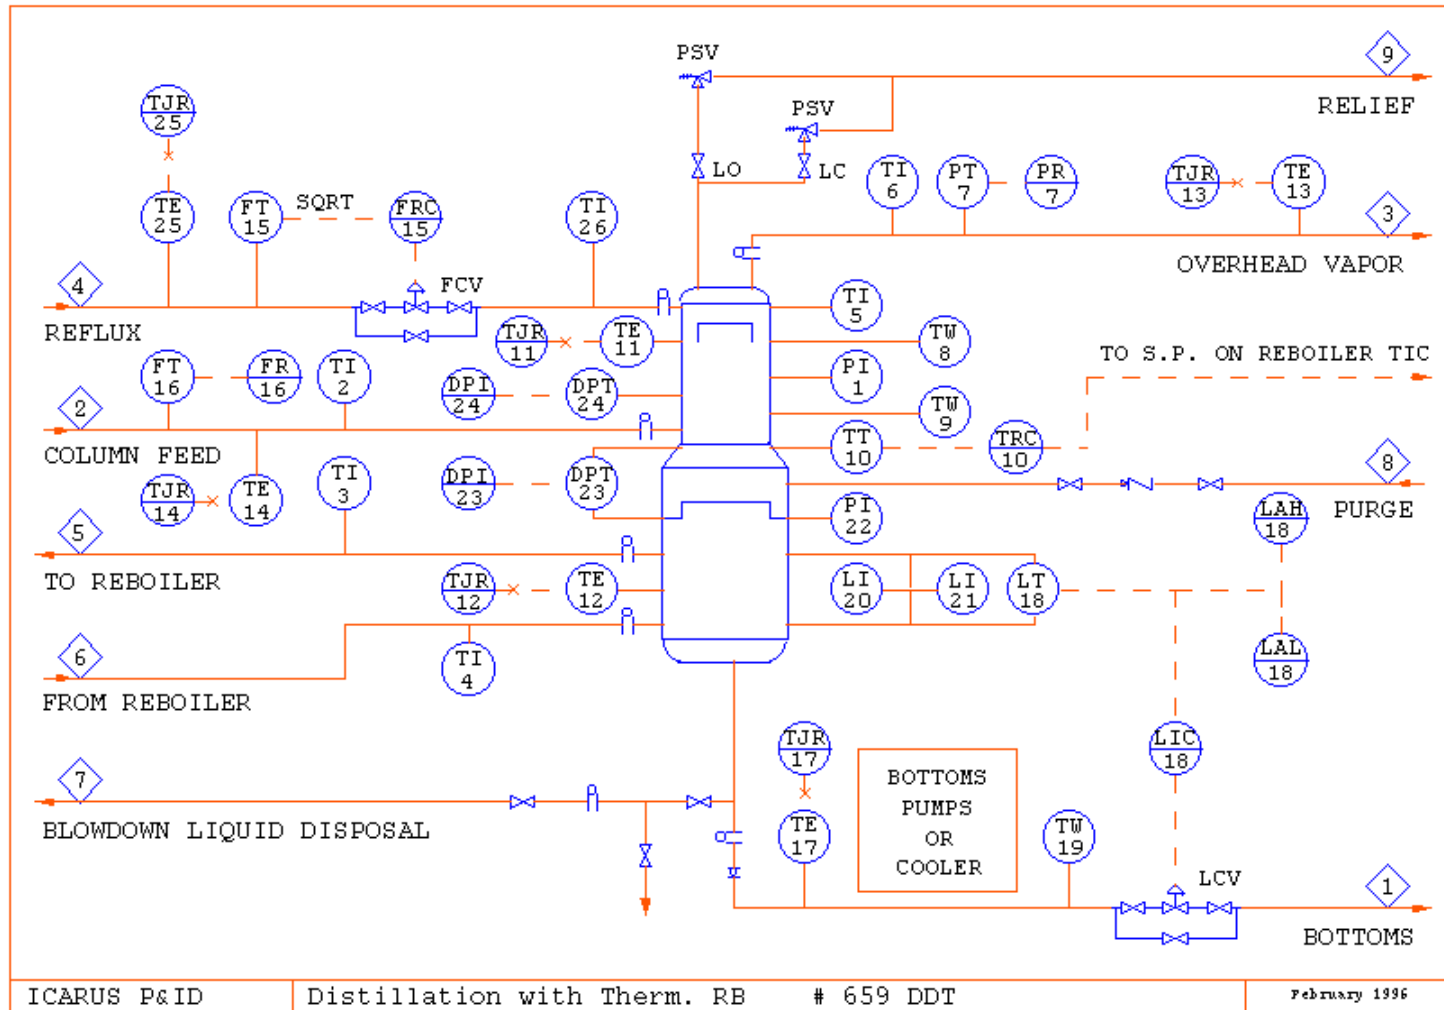 PSV
9
RELIEF
TJR
25
PSV
LO
LC
TE
25
FT
15
SQRT
FRC
15
TI
26
TI
6
PT
7
PR
7
TJR
13
TE
13
3
OVERHEAD VAPOR
4
REFLUX
FCV
TI
5
TJR
11
TE
11
TW
8
TO S.P. ON REBOILER TIC
FT
16
FR
16
TI
2
DPI
24
DPT
24
PI
1
TW
9
2
COLUMN FEED
TT
10
TRC
10
TJR
14
TE
14
TI
3
DPI
23
DPT
23
8
PURGE
PI
22
LAH
18
5
TO REBOILER
TJR
12
TE
12
LI
20
LI
21
LT
18
6
FROM REBOILER
TI
4
LAL
18
7
BLOWDOWN LIQUID DISPOSAL
TJR
17
BOTTOMS
PUMPS
OR
COOLER
LIC
18
TE
17
TW
19
LCV
1
BOTTOMS
ICARUS P&ID
Distillation with Therm. RB # 659 DDT
February 1996